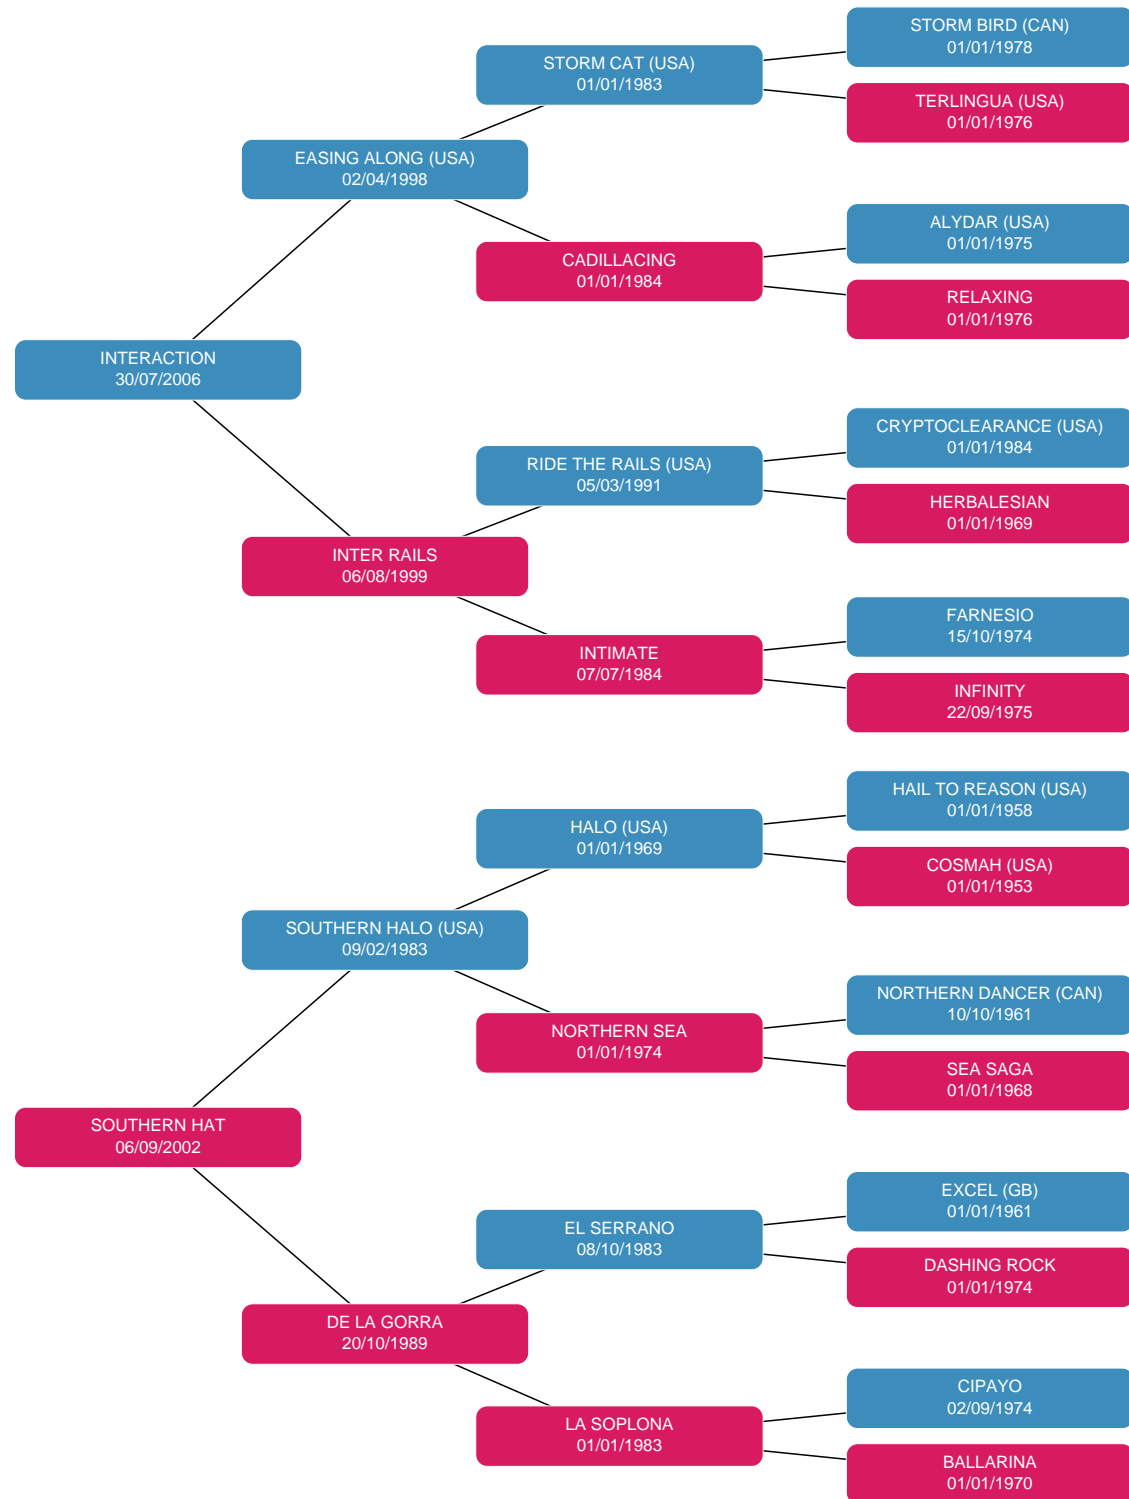 STORM BIRD (CAN)
01/01/1978
STORM CAT (USA)
01/01/1983
TERLINGUA (USA)
01/01/1976
EASING ALONG (USA)
02/04/1998
ALYDAR (USA)
01/01/1975
CADILLACING
01/01/1984
RELAXING
01/01/1976
INTERACTION
30/07/2006
CRYPTOCLEARANCE (USA)
01/01/1984
RIDE THE RAILS (USA)
05/03/1991
HERBALESIAN
01/01/1969
INTER RAILS
06/08/1999
FARNESIO
15/10/1974
INTIMATE
07/07/1984
INFINITY
22/09/1975
HAIL TO REASON (USA)
01/01/1958
HALO (USA)
01/01/1969
COSMAH (USA)
01/01/1953
SOUTHERN HALO (USA)
09/02/1983
NORTHERN DANCER (CAN)
10/10/1961
NORTHERN SEA
01/01/1974
SEA SAGA
01/01/1968
SOUTHERN HAT
06/09/2002
EXCEL (GB)
01/01/1961
EL SERRANO
08/10/1983
DASHING ROCK
01/01/1974
DE LA GORRA
20/10/1989
CIPAYO
02/09/1974
LA SOPLONA
01/01/1983
BALLARINA
01/01/1970